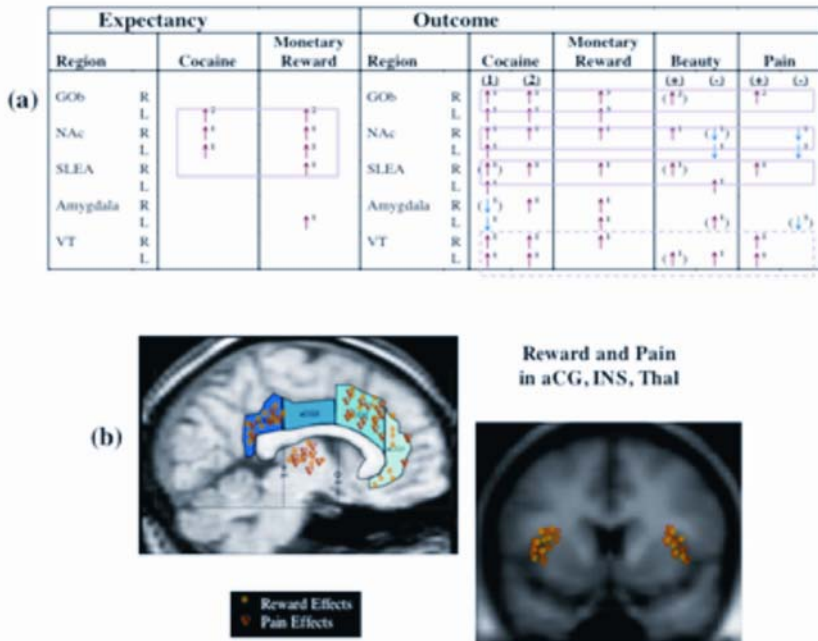 Expectancy Outcome
Region Cocaine Monetary Reward Region Cocaine Monetary Reward Beauty Pain
(1) (2) (+) (-) (+) (-)
(a)
GOb R GOb R
L L
NAc R NAc R
L L
SLEA R SLEA R
L L
Amygdala R Amygdala R
L L
VT R VT R
L L
Reward and Pain
in aCG, INS, Thal
(b)
Reward Effects
Pain Effects